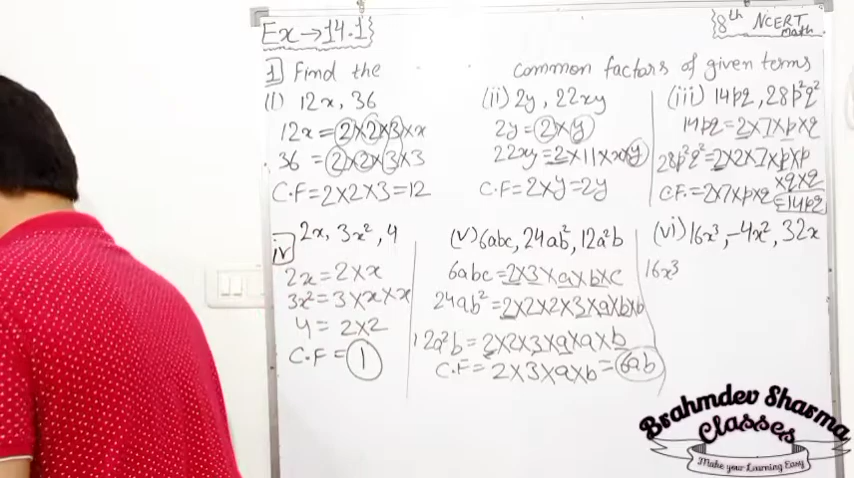 Ex→14.1
8th NCERT
Math
1 Find the common factors of given terms
(i) 12x, 36
12x = 2×2×3×x
36 = 2×2×3×3
C.F = 2×2×3 = 12
(ii) 2y, 22xy
2y = 2×y
22xy = 2×11×x×y
C.F = 2×y = 2y
(iii) 14pq, 28p²q²
14pq = 2×7×p×q
28p²q² = 2×2×7×p×p
×q×q
C.F. = 2×7×p×q
=14pq
iv 2x, 3x², 4
2x = 2×x
3x² = 3×x×x
4 = 2×2
C.F = 1
(v) 6abc, 24ab², 12a²b
6abc = 2×3×a×b×c
24ab² = 2×2×2×3×a×b×b
12a²b = 2×2×3×a×a×b
C.F = 2×3×a×b = 6ab
(vi) 16x³, -4x², 32x
16x³
Brahmdev Sharma
Classes
Make your Learning Easy